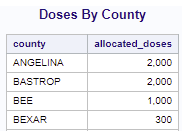 Doses By County
county allocated_doses
ANGELINA 2,000
BASTROP 2,000
BEE 1,000
BEXAR 300